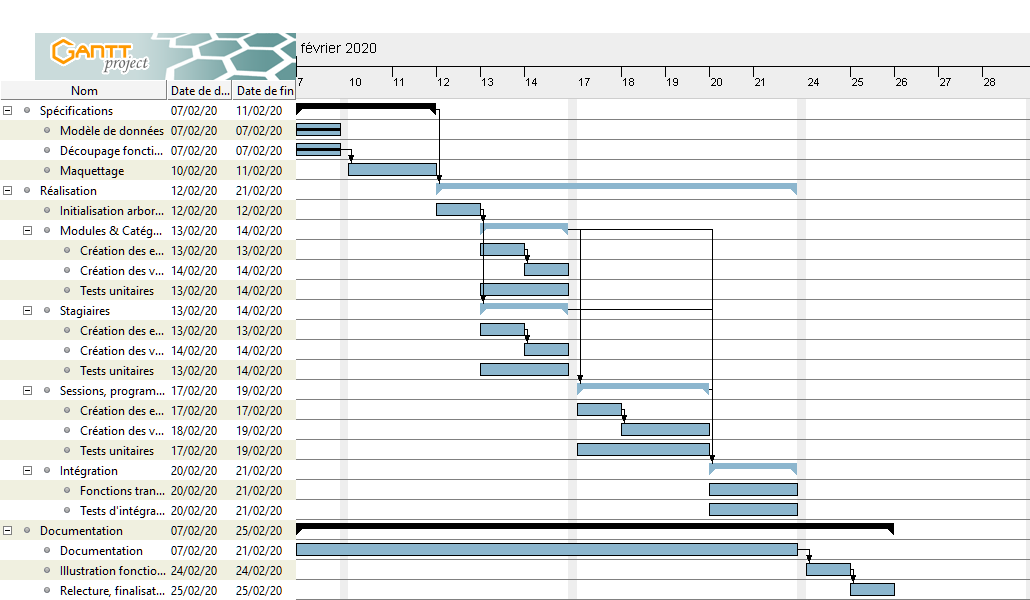 GANTT
project
février 2020
7 10 11 12 13 14 17 18 19 20 21 24 25 26 27 28
Nom Date de d... Date de fin
Spécifications 07/02/20 11/02/20
Modèle de données 07/02/20 07/02/20
Découpage foncti... 07/02/20 07/02/20
Maquettage 10/02/20 11/02/20
Réalisation 12/02/20 21/02/20
Initialisation arbor... 12/02/20 12/02/20
Modules & Catég... 13/02/20 14/02/20
Création des e... 13/02/20 13/02/20
Création des v... 14/02/20 14/02/20
Tests unitaires 13/02/20 14/02/20
Stagiaires 13/02/20 14/02/20
Création des e... 13/02/20 13/02/20
Création des v... 14/02/20 14/02/20
Tests unitaires 13/02/20 14/02/20
Sessions, program... 17/02/20 19/02/20
Création des e... 17/02/20 17/02/20
Création des v... 18/02/20 19/02/20
Tests unitaires 17/02/20 19/02/20
Intégration 20/02/20 21/02/20
Fonctions tran... 20/02/20 21/02/20
Tests d'intégra... 20/02/20 21/02/20
Documentation 07/02/20 25/02/20
Documentation 07/02/20 21/02/20
Illustration fonctio... 24/02/20 24/02/20
Relecture, finalisat... 25/02/20 25/02/20